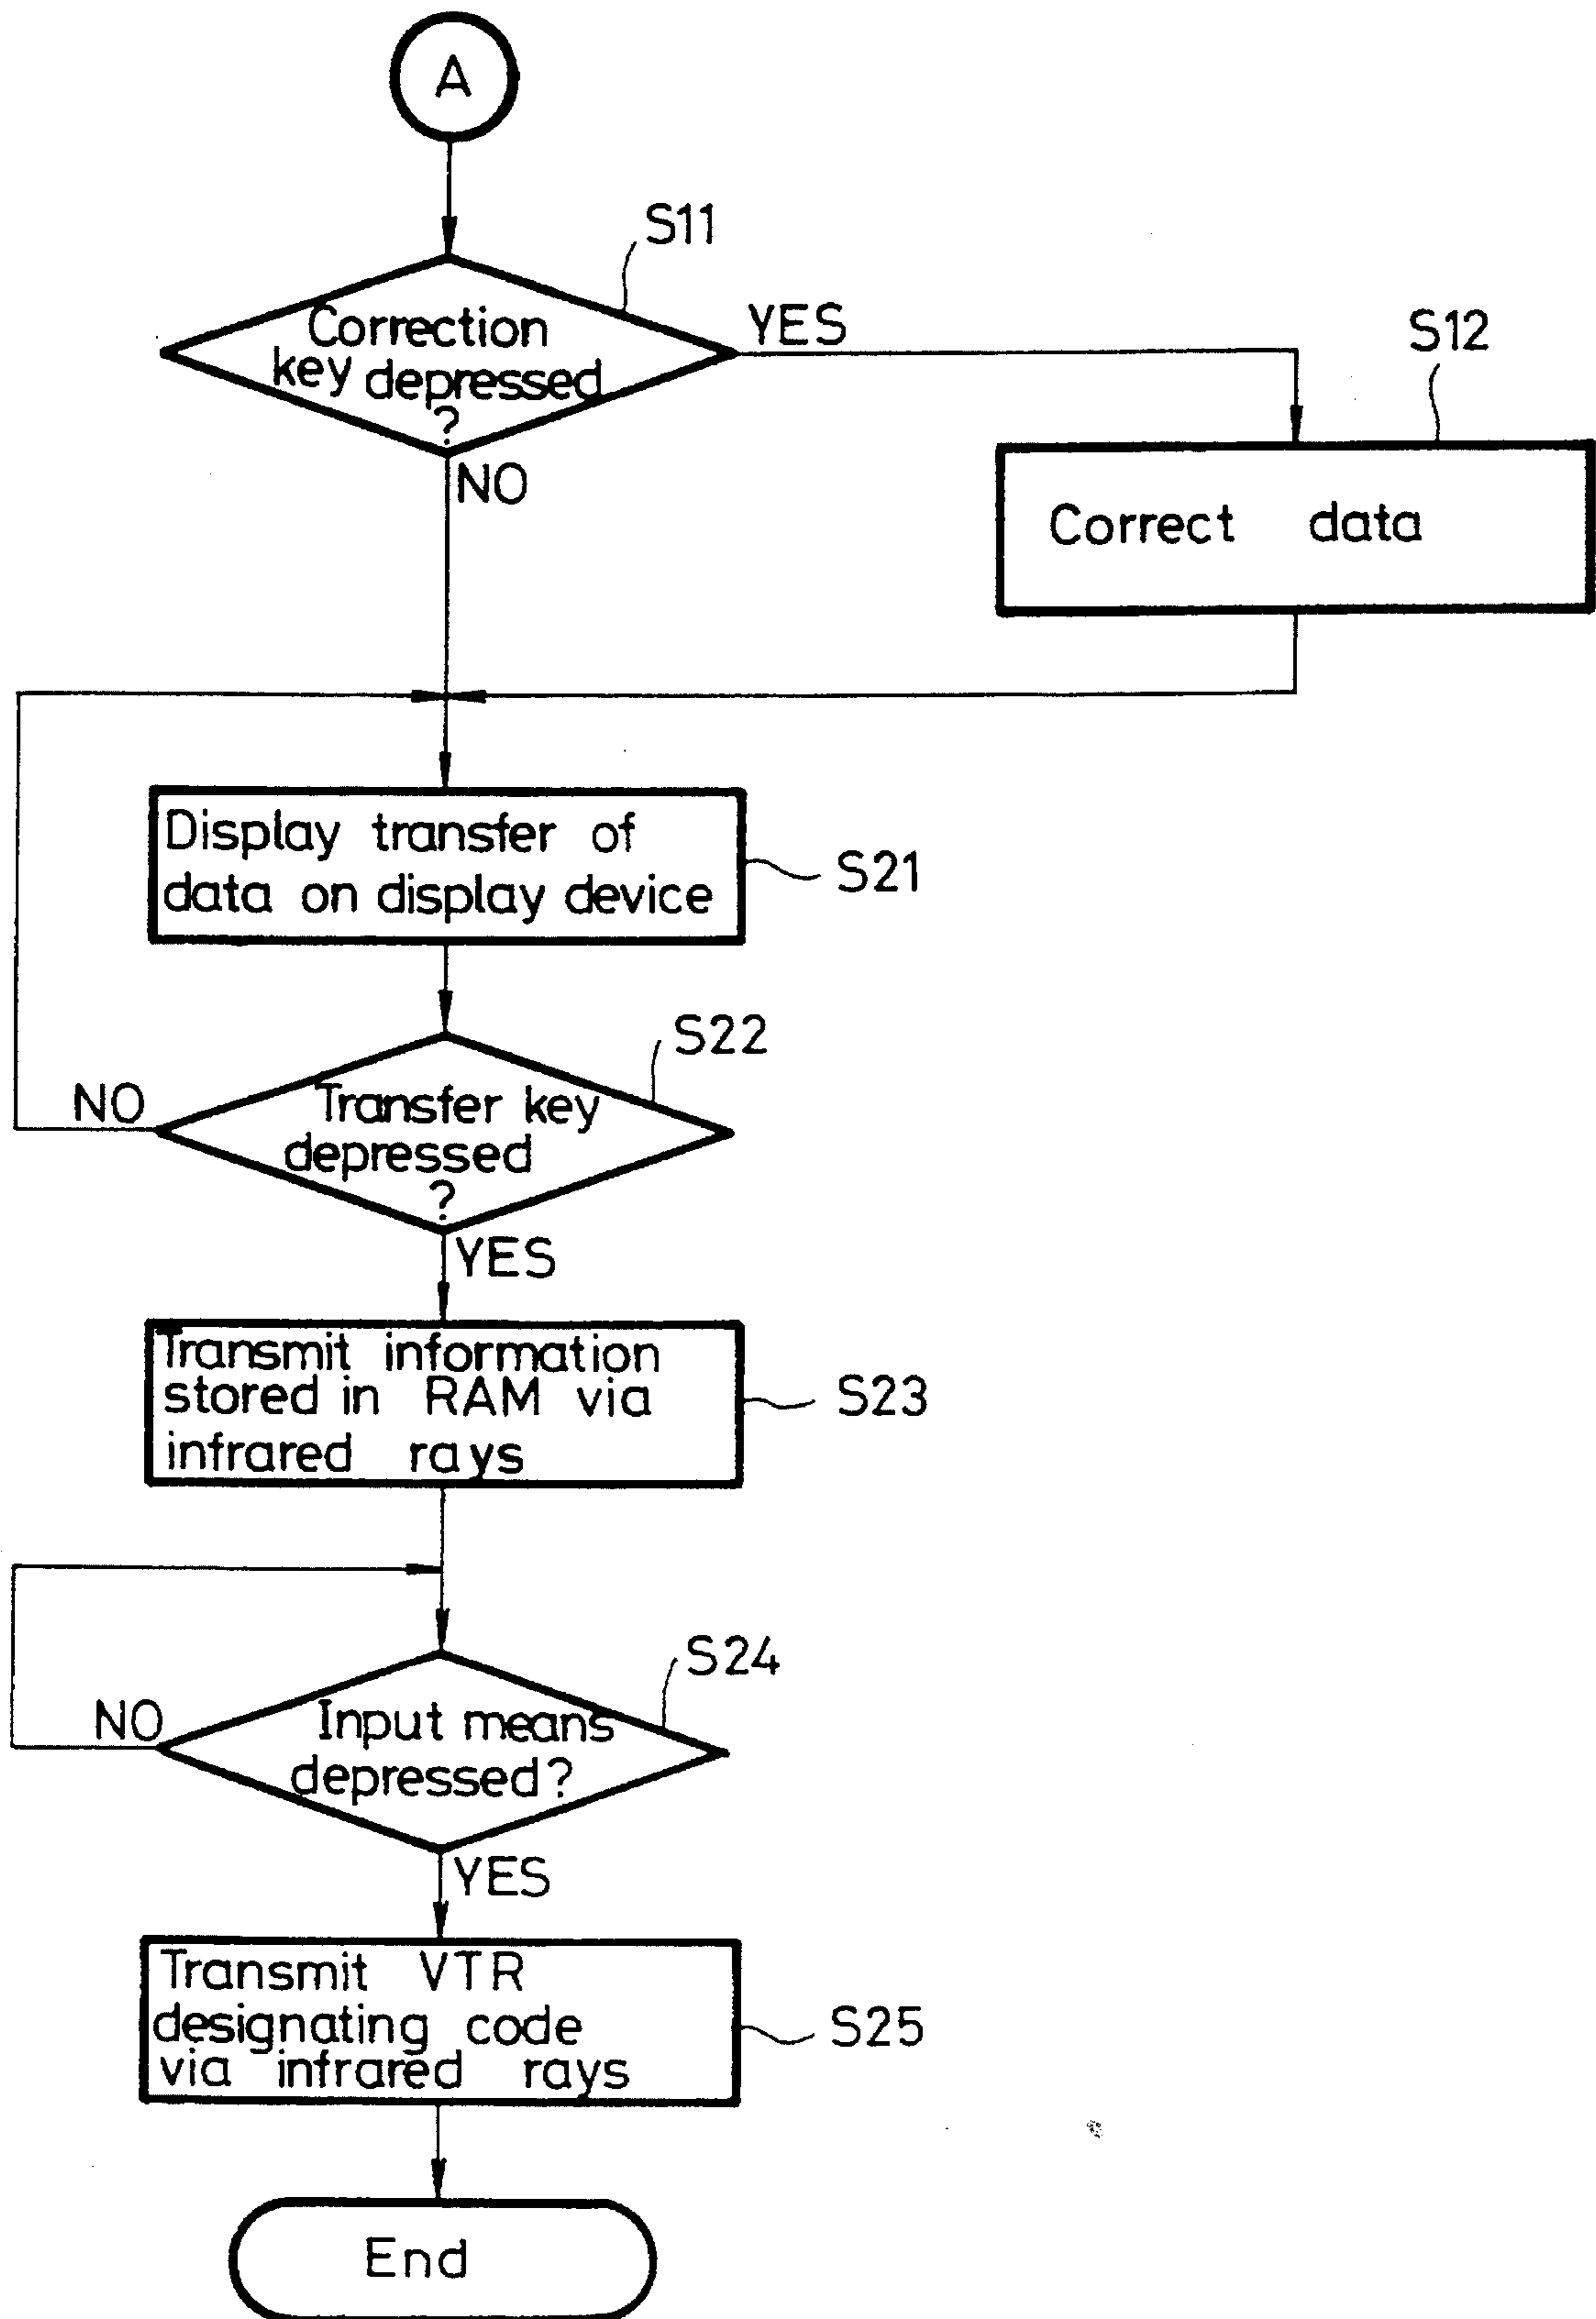 A
S11
Correction
key depressed
?
YES
NO
S12
Correct data
Display transfer of
data on display device
S21
S22
Transfer key
depressed
?
NO
YES
Transmit information
stored in RAM via
infrared rays
S23
S24
Input means
depressed?
NO
YES
Transmit VTR
designating code
via infrared rays
S25
End